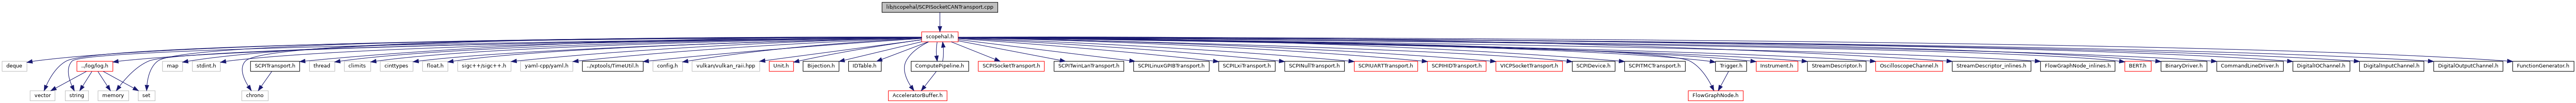 lib/scopehal/SCPISocketCANTransport.cpp
scopehal.h
deque
../log/log.h
map
stdint.h
SCPITransport.h
thread
climits
cinttypes
float.h
sigc++/sigc++.h
yaml-cpp/yaml.h
../xptools/TimeUtil.h
config.h
vulkan/vulkan_raii.hpp
Unit.h
Bijection.h
IDTable.h
ComputePipeline.h
SCPISocketTransport.h
SCPITwinLanTransport.h
SCPILinuxGPIBTransport.h
SCPILxiTransport.h
SCPINullTransport.h
SCPIUARTTransport.h
SCPIHIDTransport.h
VICPSocketTransport.h
SCPIDevice.h
SCPITMCTransport.h
Trigger.h
Instrument.h
StreamDescriptor.h
OscilloscopeChannel.h
StreamDescriptor_inlines.h
FlowGraphNode_inlines.h
BERT.h
BinaryDriver.h
CommandLineDriver.h
DigitalIOChannel.h
DigitalInputChannel.h
DigitalOutputChannel.h
FunctionGenerator.h
vector
string
memory
set
chrono
AcceleratorBuffer.h
FlowGraphNode.h